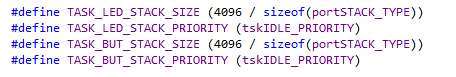 #define TASK_LED_STACK_SIZE (4096 / sizeof(portSTACK_TYPE))
#define TASK_LED_STACK_PRIORITY (tskIDLE_PRIORITY)
#define TASK_BUT_STACK_SIZE (4096 / sizeof(portSTACK_TYPE))
#define TASK_BUT_STACK_PRIORITY (tskIDLE_PRIORITY)